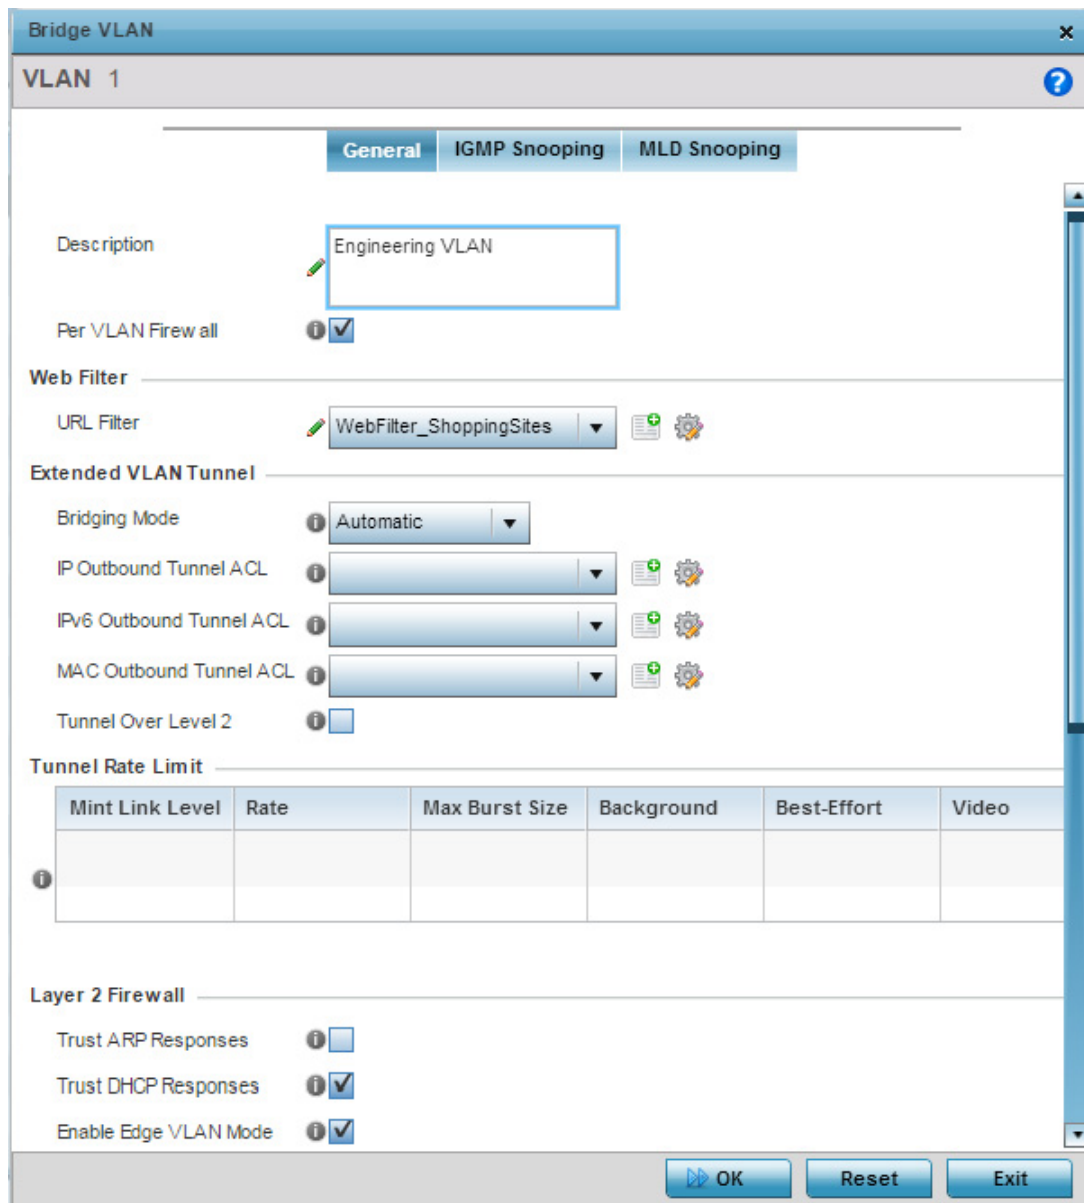 Bridge VLAN
VLAN 1
General IGMP Snooping MLD Snooping
Description Engineering VLAN
Per VLAN Firewall
Web Filter
URL Filter WebFilter_ShoppingSites
Extended VLAN Tunnel
Bridging Mode Automatic
IP Outbound Tunnel ACL
IPv6 Outbound Tunnel ACL
MAC Outbound Tunnel ACL
Tunnel Over Level 2
Tunnel Rate Limit
Mint Link Level Rate Max Burst Size Background Best-Effort Video
Layer 2 Firewall
Trust ARP Responses
Trust DHCP Responses
Enable Edge VLAN Mode
OK Reset Exit